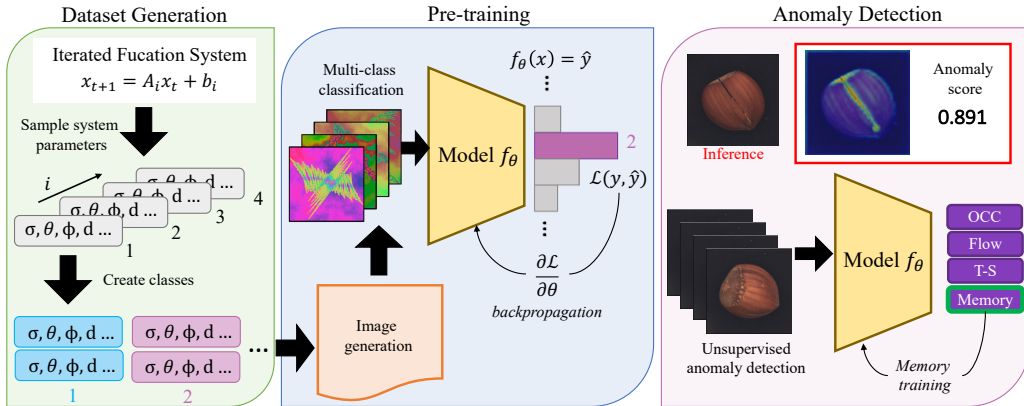 Dataset Generation
Iterated Fucation System
x_{t+1} = A_i x_t + b_i
Sample system
parameters
i
σ, θ, ϕ, d ...
4
σ, θ, ϕ, d ...
3
σ, θ, ϕ, d ...
2
σ, θ, ϕ, d ...
1
Create classes
σ, θ, ϕ, d ...
σ, θ, ϕ, d ...
σ, θ, ϕ, d ...
σ, θ, ϕ, d ...
1
2
...
Pre-training
Multi-class
classification
Model f_θ
f_θ(x) = ŷ
...
2
ℒ(y, ŷ)
...
∂ℒ
∂θ
backpropagation
Image
generation
Anomaly Detection
Inference
Anomaly
score
0.891
Model f_θ
OCC
Flow
T-S
Memory
Unsupervised
anomaly detection
Memory
training